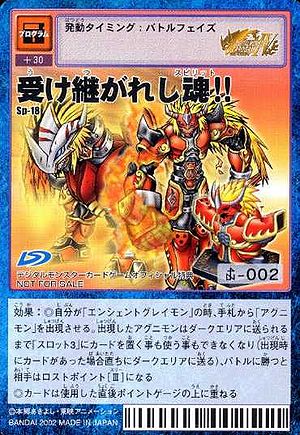 はつどう
発動タイミング：バトルフェイズ
プログラム
+30
う つ スピリット
受け継がれし魂!!
Sp-18
デジタルモンスターカードゲームオフィシャル特典
NOT FOR SALE
-002
効果：◎自分が「エンシェントグレイモン」の時、手札から「アグニ
モン」を出現させる。出現したアグニモンはダークエリアに送られる
まで「スロット3」にカードを置く事も使う事もできなくなり（出現時
にカードがあった場合直ちにダークエリアに送る）、バトルに勝つと
相手はロストポイント［Ⅲ］になる
◎カードは使用した直後ポイントゲージの上に重ねる
©本郷あきよし・東映アニメーション
BANDAI 2002 MADE IN JAPAN